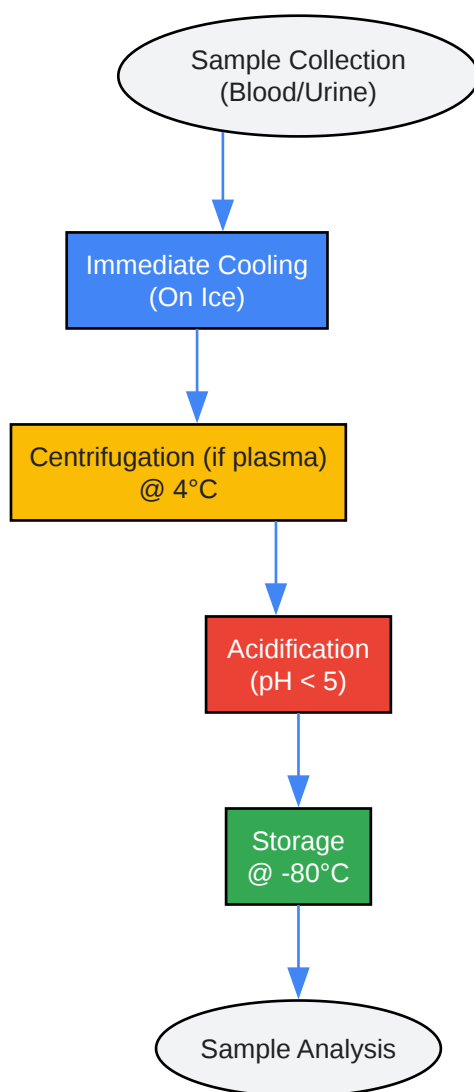 Sample Collection
(Blood/Urine)
Immediate Cooling
(On Ice)
Centrifugation (if plasma)
@ 4°C
Acidification
(pH < 5)
Storage
@ -80°C
Sample Analysis